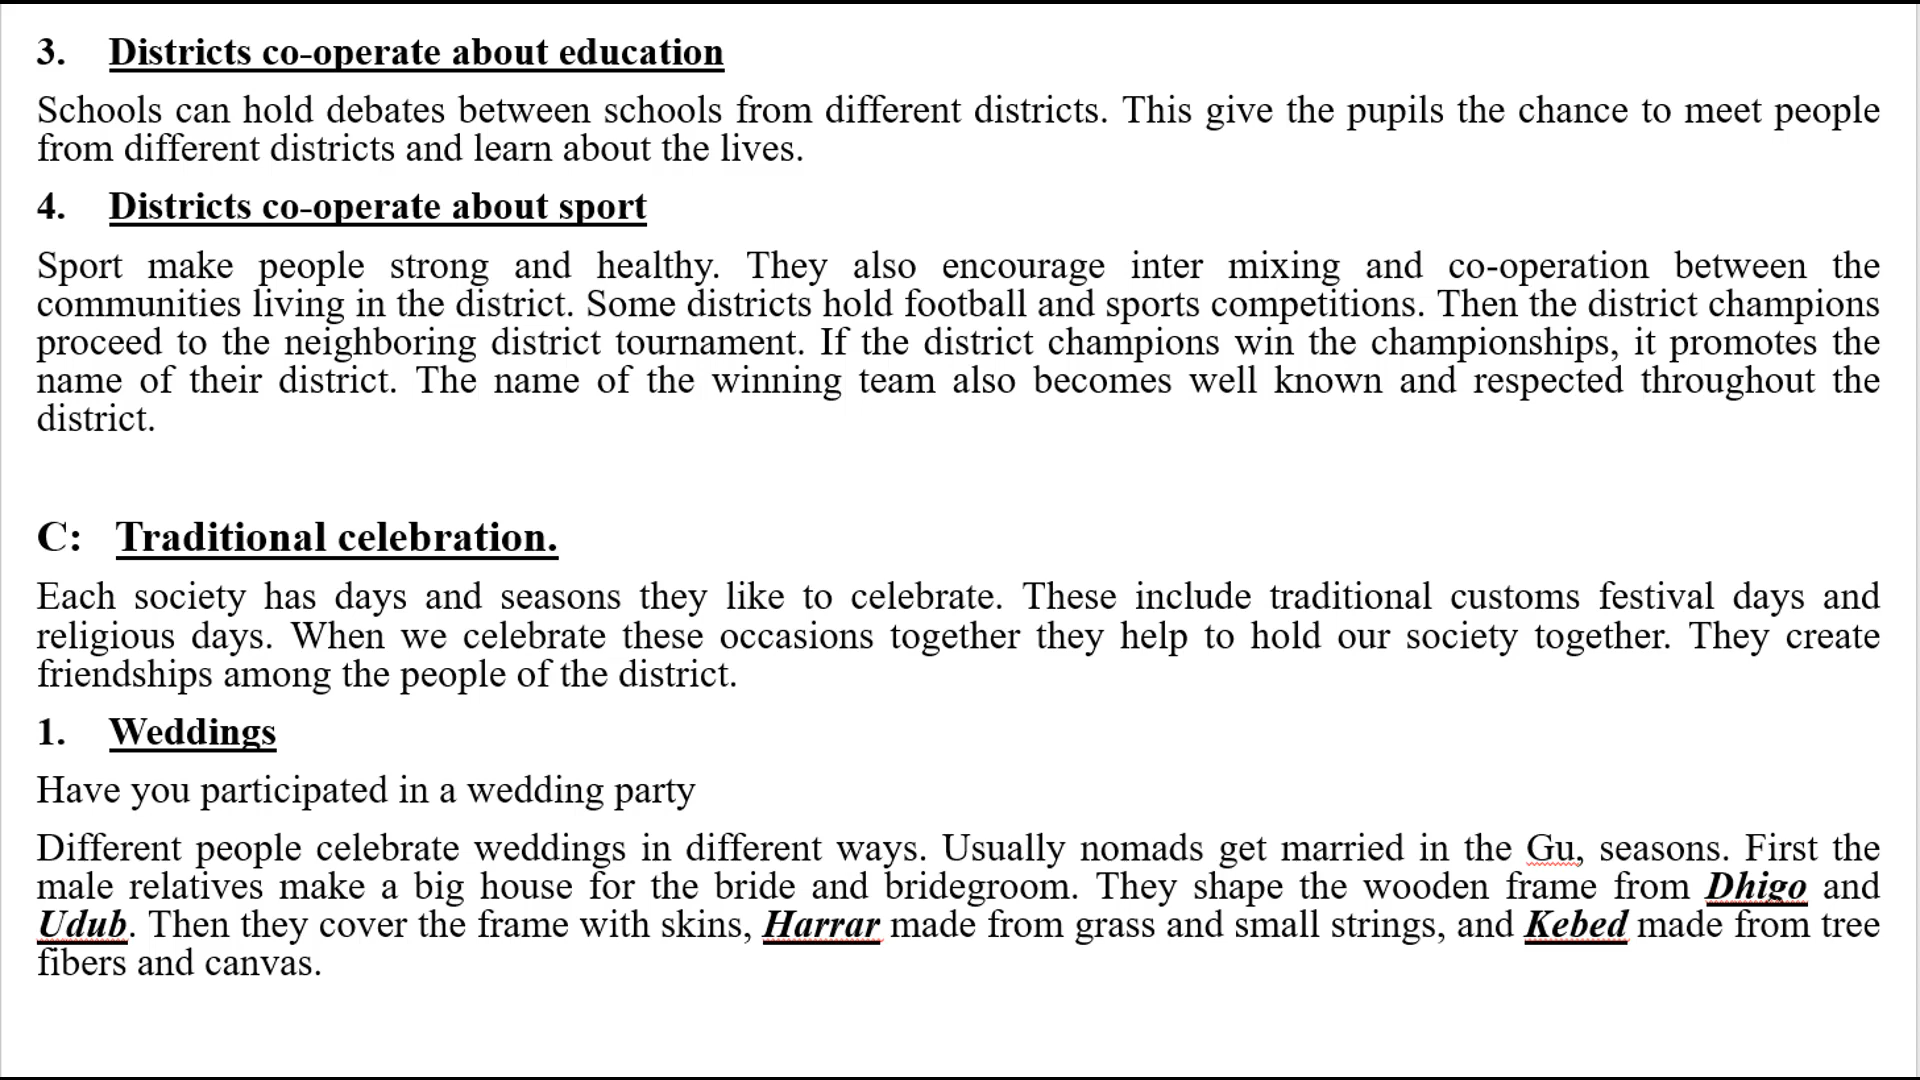 3. Districts co-operate about education
Schools can hold debates between schools from different districts. This give the pupils the chance to meet people
from different districts and learn about the lives.
4. Districts co-operate about sport
Sport make people strong and healthy. They also encourage inter mixing and co-operation between the
communities living in the district. Some districts hold football and sports competitions. Then the district champions
proceed to the neighboring district tournament. If the district champions win the championships, it promotes the
name of their district. The name of the winning team also becomes well known and respected throughout the
district.
C: Traditional celebration.
Each society has days and seasons they like to celebrate. These include traditional customs festival days and
religious days. When we celebrate these occasions together they help to hold our society together. They create
friendships among the people of the district.
1. Weddings
Have you participated in a wedding party
Different people celebrate weddings in different ways. Usually nomads get married in the Gu, seasons. First the
male relatives make a big house for the bride and bridegroom. They shape the wooden frame from Dhigo and
Udub. Then they cover the frame with skins, Harrar made from grass and small strings, and Kebed made from tree
fibers and canvas.